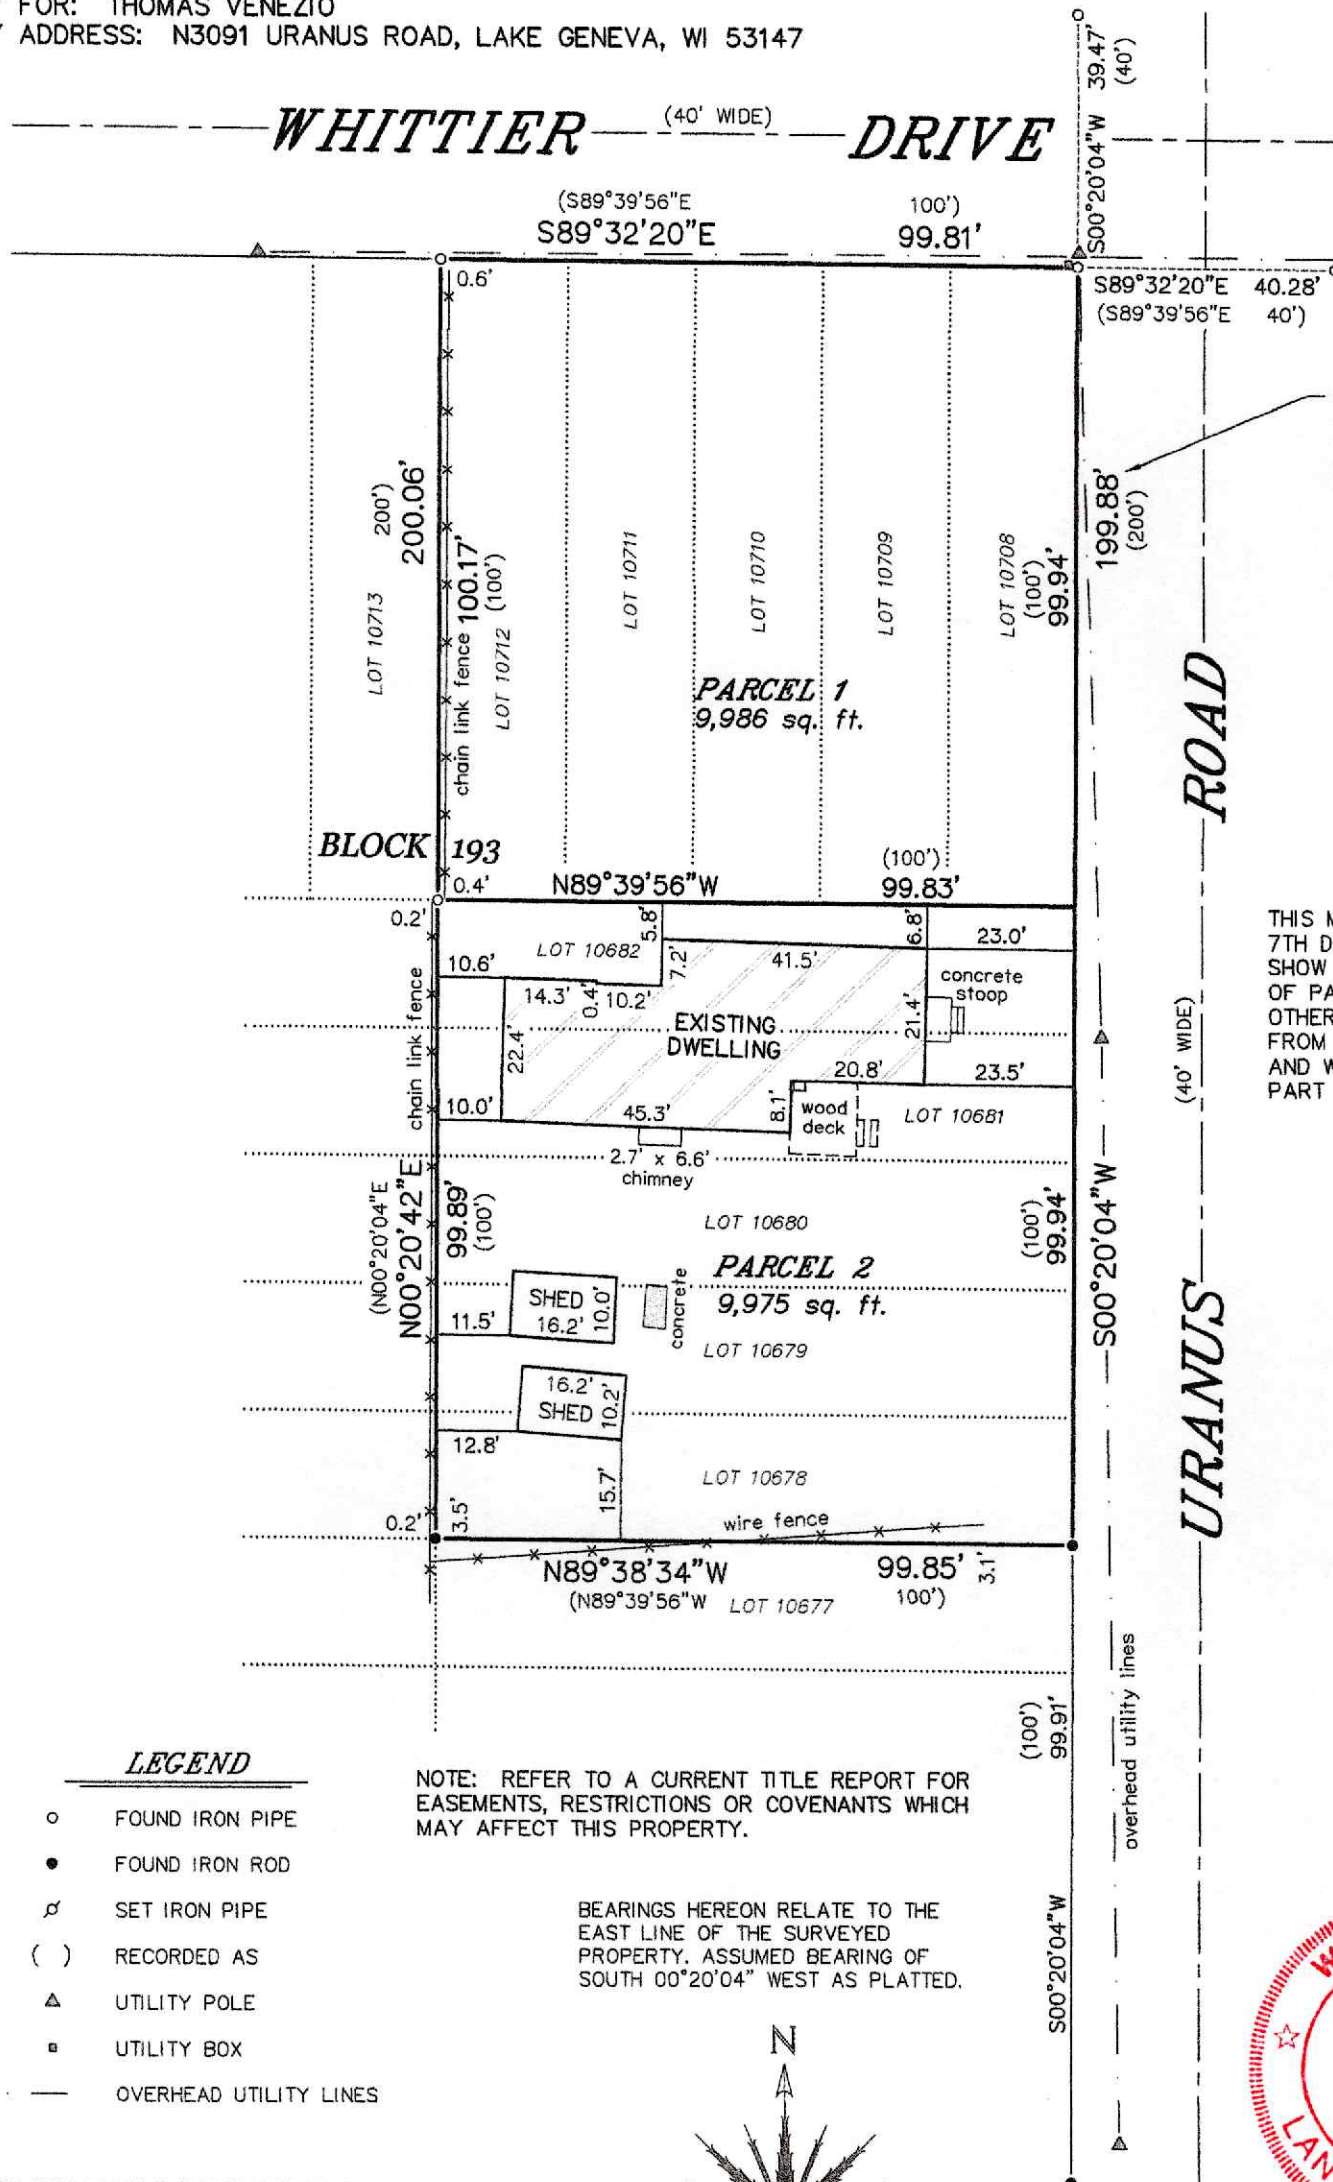 FOR: THOMAS VENEZIO
ADDRESS: N3091 URANUS ROAD, LAKE GENEVA, WI 53147
S00°20'04"W 39.47'
(40')
WHITTIER (40' WIDE) DRIVE
(S89°39'56"E 100')
S89°32'20"E 99.81'
S89°32'20"E 40.28'
(S89°39'56"E 40')
0.6'
200')
200.06'
LOT 10713
chain link fence 100.17'
(100')
LOT 10712
LOT 10711
LOT 10710
LOT 10709
LOT 10708
(100')
99.94'
199.88'
(200')
PARCEL 1
9,986 sq. ft.
ROAD
BLOCK 193
0.4'
N89°39'56"W
(100')
99.83'
0.2'
LOT 10682
5.8'
6.8'
23.0'
10.6'
7.2'
41.5'
concrete
stoop
14.3'
0.4'
10.2'
chain link fence
22.4'
EXISTING
DWELLING
21.4'
20.8'
23.5'
10.0'
45.3'
8.1'
wood
deck
LOT 10681
2.7' x 6.6'
chimney
(40' WIDE)
THIS M
7TH D
SHOW
OF PA
OTHER
FROM
AND W
PART
(N00°20'04"E
N00°20'42"E
99.89'
(100')
LOT 10680
(100')
99.94'
S00°20'04"W
PARCEL 2
9,975 sq. ft.
SHED
16.2'
10.0'
11.5'
concrete
LOT 10679
16.2'
SHED
10.2'
12.8'
URANUS
15.7'
LOT 10678
0.2'
3.5'
wire fence
N89°38'34"W 99.85'
(N89°39'56"W 100')
3.1'
LOT 10677
(100')
99.91'
overhead utility lines
S00°20'04"W
LEGEND
FOUND IRON PIPE
FOUND IRON ROD
SET IRON PIPE
( ) RECORDED AS
UTILITY POLE
UTILITY BOX
OVERHEAD UTILITY LINES
NOTE: REFER TO A CURRENT TITLE REPORT FOR
EASEMENTS, RESTRICTIONS OR COVENANTS WHICH
MAY AFFECT THIS PROPERTY.
BEARINGS HEREON RELATE TO THE
EAST LINE OF THE SURVEYED
PROPERTY. ASSUMED BEARING OF
SOUTH 00°20'04" WEST AS PLATTED.
N
W
LAN